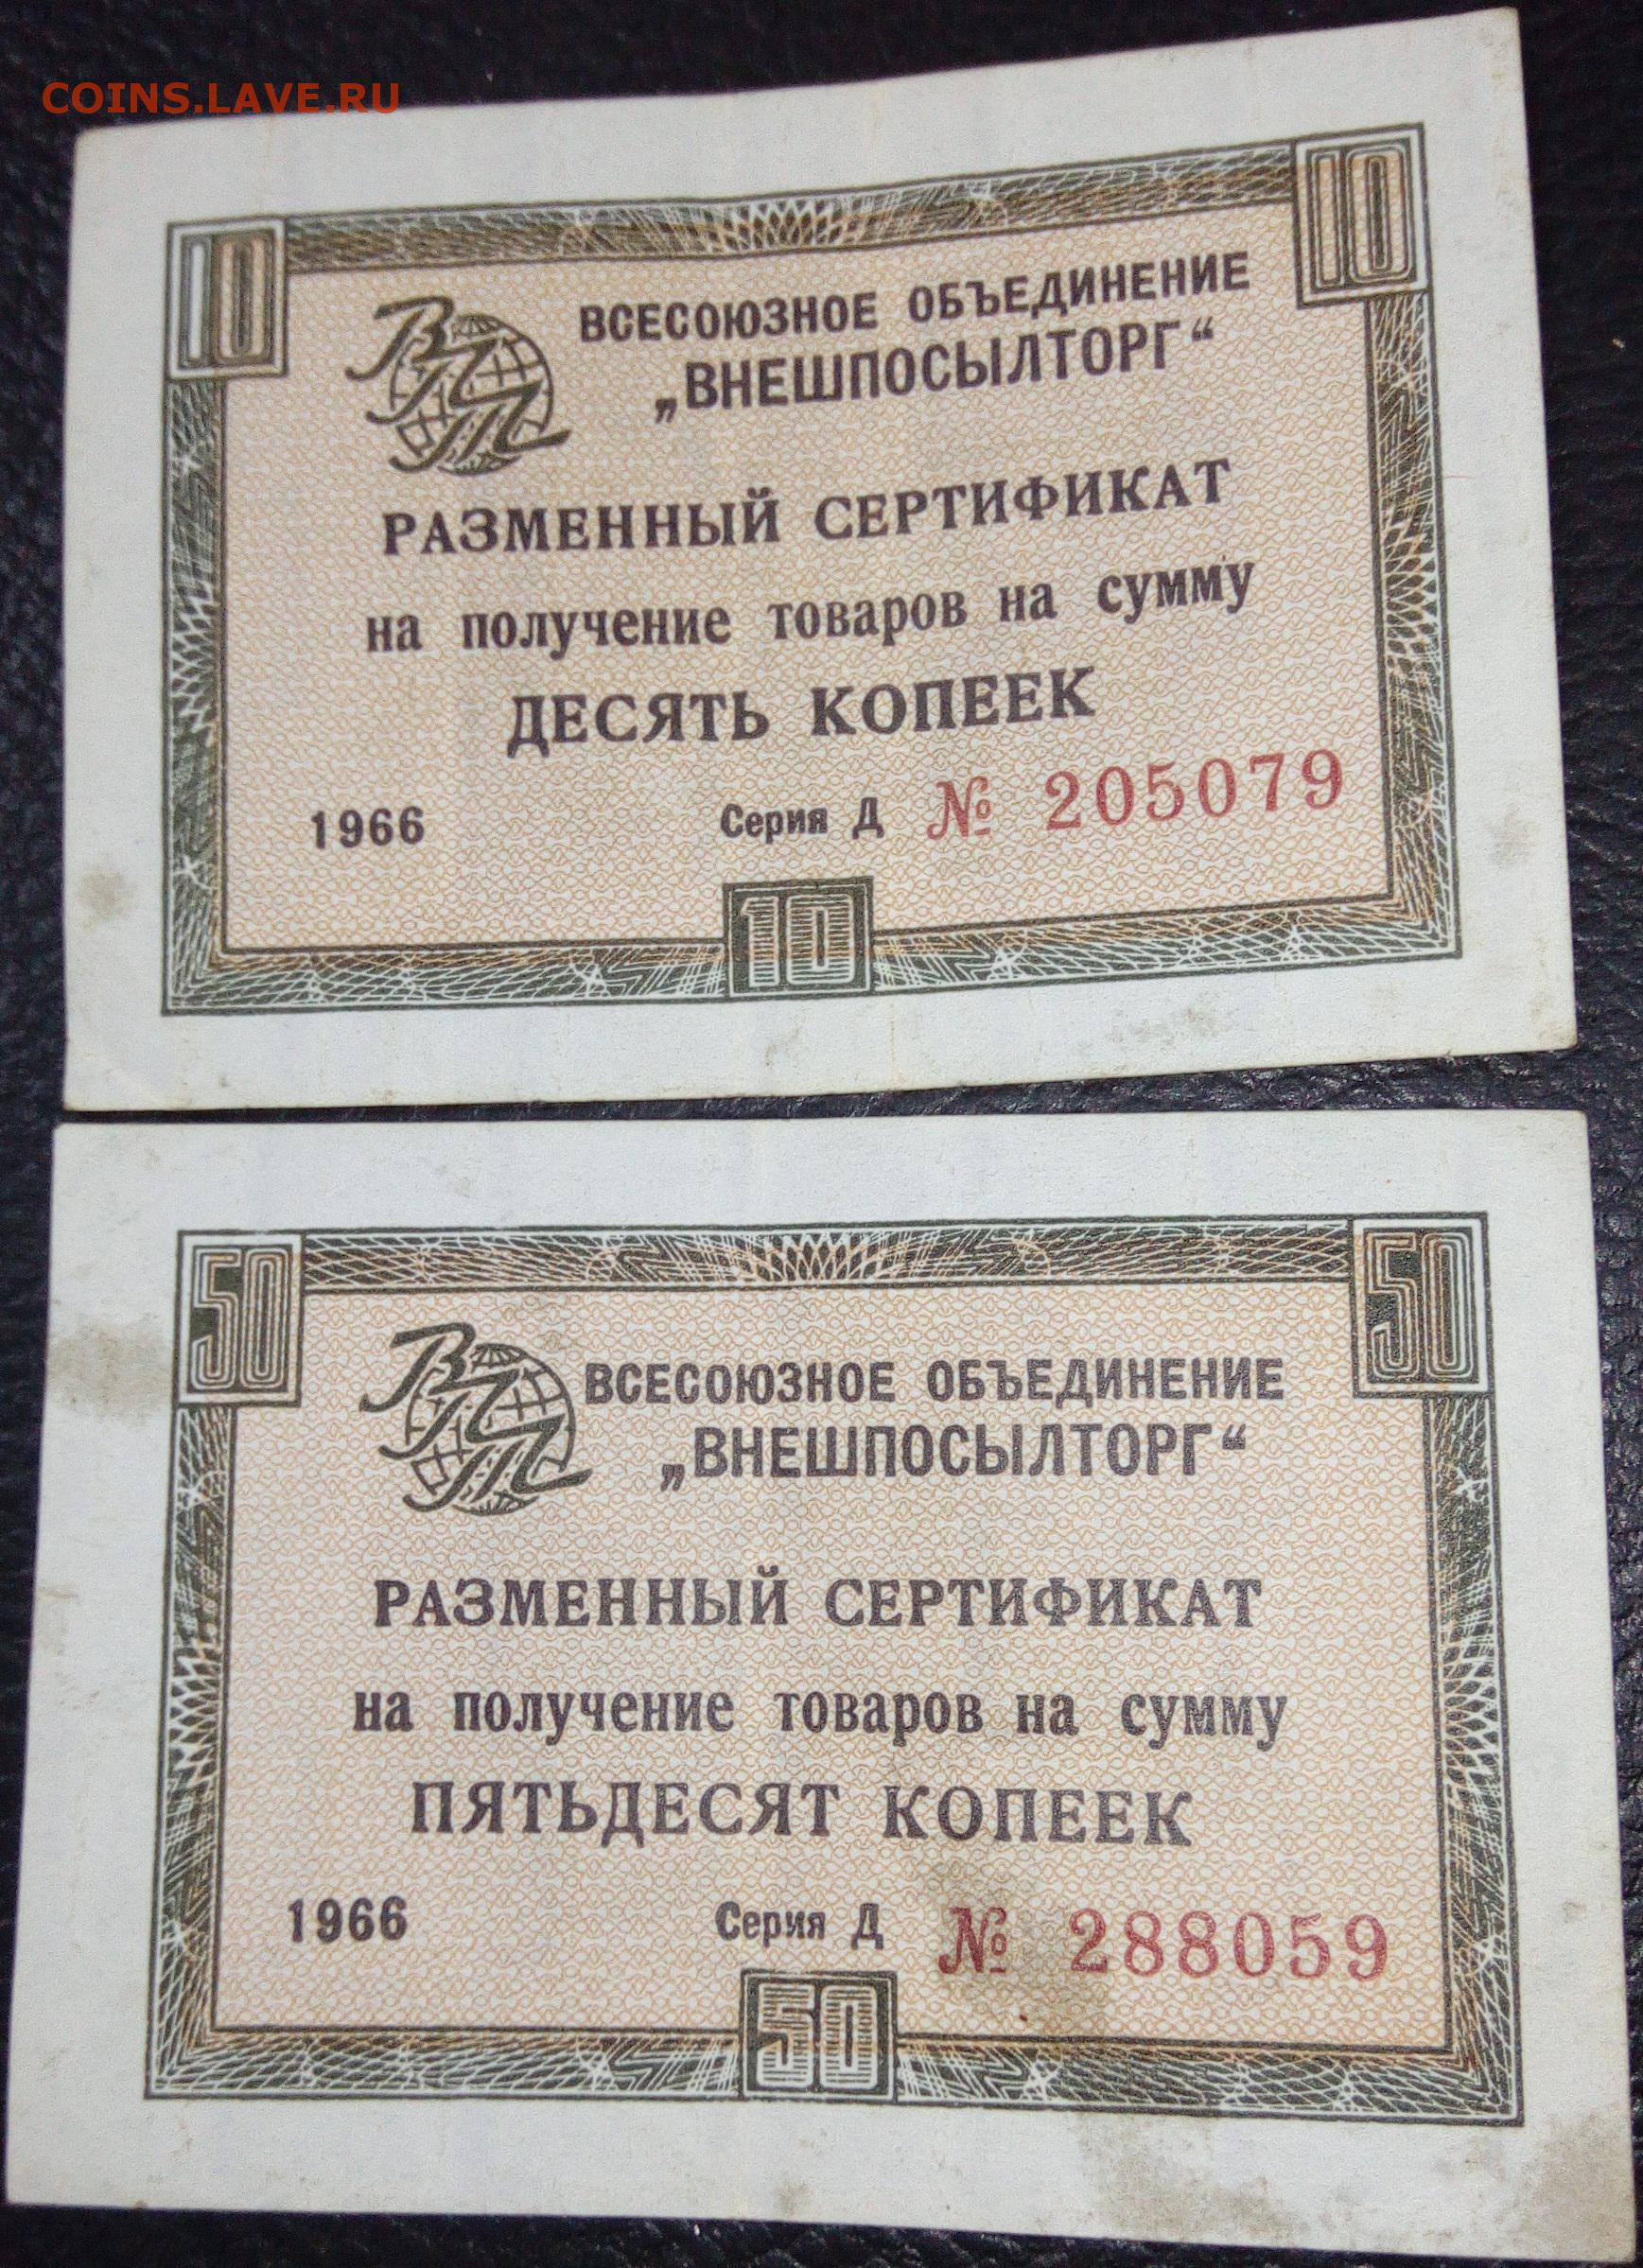 COINS.LAVE.RU
10
10
ВПТ
ВСЕСОЮЗНОЕ ОБЪЕДИНЕНИЕ
„ВНЕШПОСЫЛТОРГ“
РАЗМЕННЫЙ СЕРТИФИКАТ
на получение товаров на сумму
ДЕСЯТЬ КОПЕЕК
1966 Серия Д № 205079
10
50
50
ВПТ
ВСЕСОЮЗНОЕ ОБЪЕДИНЕНИЕ
„ВНЕШПОСЫЛТОРГ“
РАЗМЕННЫЙ СЕРТИФИКАТ
на получение товаров на сумму
ПЯТЬДЕСЯТ КОПЕЕК
1966 Серия Д № 288059
50